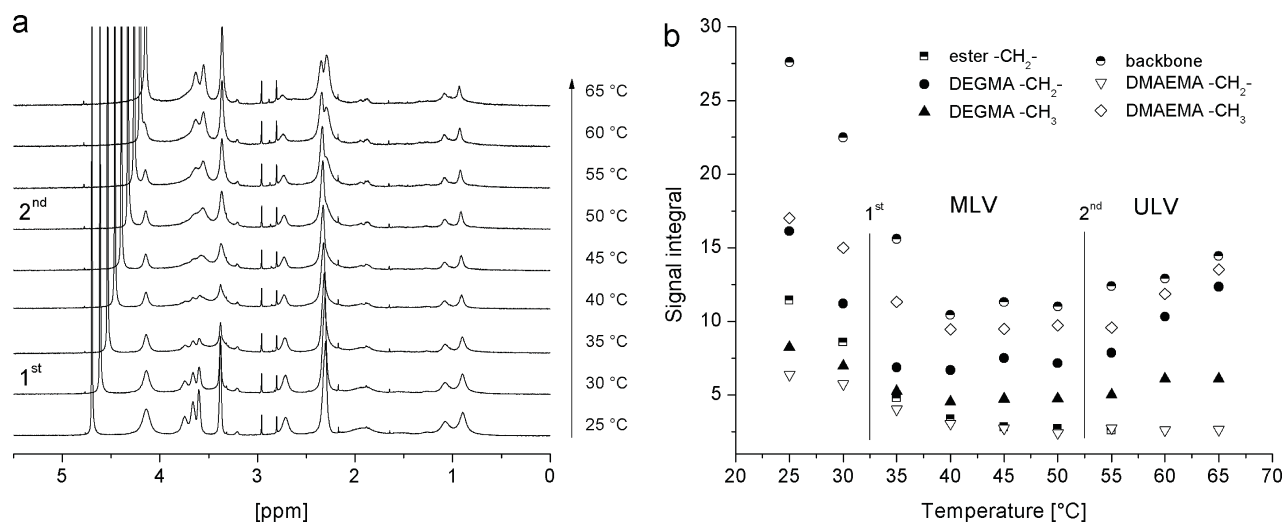 a
65 °C
60 °C
55 °C
2nd
50 °C
45 °C
40 °C
35 °C
1st
30 °C
25 °C
5 4 3 2 1 0
[ppm]
b
30
25
20
15
10
5
Signal integral
ester -CH₂-
DEGMA -CH₂-
DEGMA -CH₃
backbone
DMAEMA -CH₂-
DMAEMA -CH₃
1st MLV 2nd ULV
20 25 30 35 40 45 50 55 60 65 70
Temperature [°C]